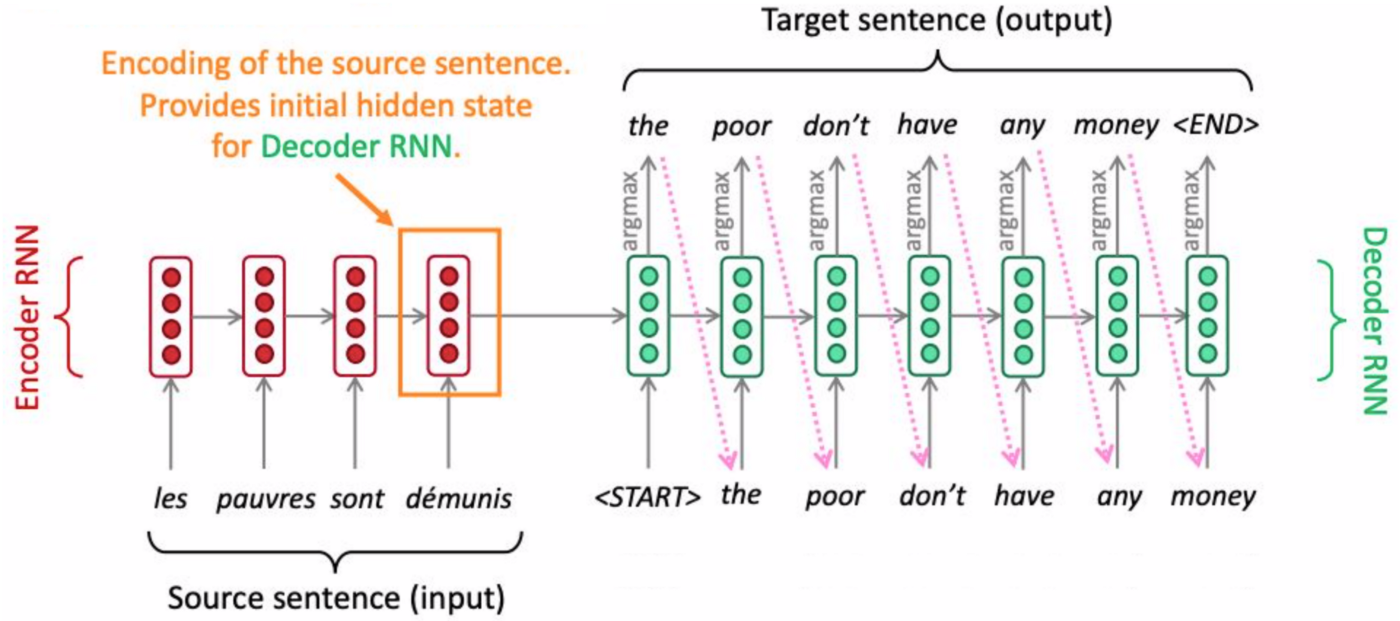 Target sentence (output)
Encoding of the source sentence.
Provides initial hidden state
for Decoder RNN.
the poor don't have any money <END>
argmax argmax argmax argmax argmax argmax argmax
Encoder RNN
Decoder RNN
les pauvres sont démunis
<START> the poor don't have any money
Source sentence (input)